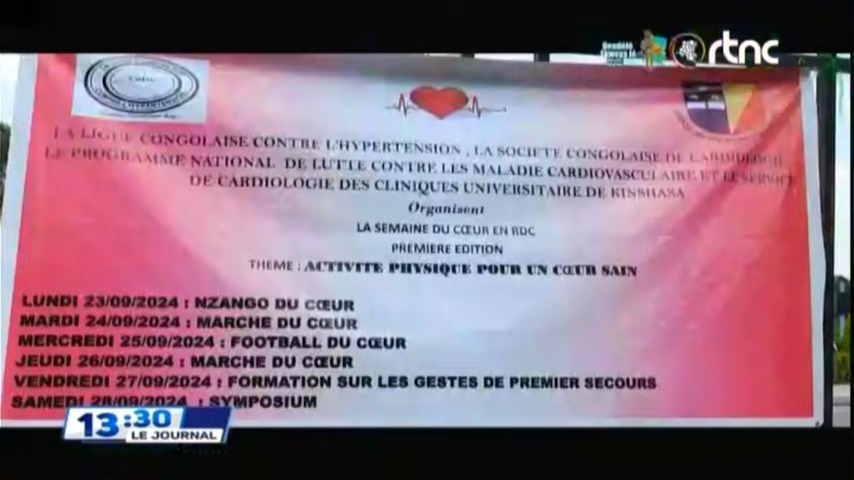 rtnc
LA LIGUE CONGOLAISE CONTRE L'HYPERTENSION, LA SOCIETE CONGOLAISE DE CARDIOLOGIE
LE PROGRAMME NATIONAL DE LUTTE CONTRE LES MALADIE CARDIOVASCULAIRE ET LE SERVICE
DE CARDIOLOGIE DES CLINIQUES UNIVERSITAIRE DE KINSHASA
Organisent
LA SEMAINE DU CŒUR EN RDC
PREMIERE EDITION
THEME : ACTIVITE PHYSIQUE POUR UN CŒUR SAIN
LUNDI 23/09/2024 : NZANGO DU CŒUR
MARDI 24/09/2024 : MARCHE DU CŒUR
MERCREDI 25/09/2024 : FOOTBALL DU CŒUR
JEUDI 26/09/2024 : MARCHE DU CŒUR
VENDREDI 27/09/2024 : FORMATION SUR LES GESTES DE PREMIER SECOURS
SAMEDI 28/09/2024 : SYMPOSIUM
13:30
LE JOURNAL